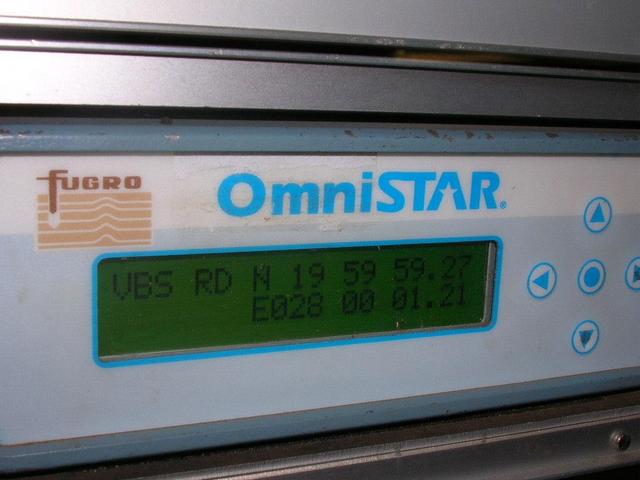 FUGRO
OmniSTAR®
VBS RD N 19 59 59.27
E028 00 01.21